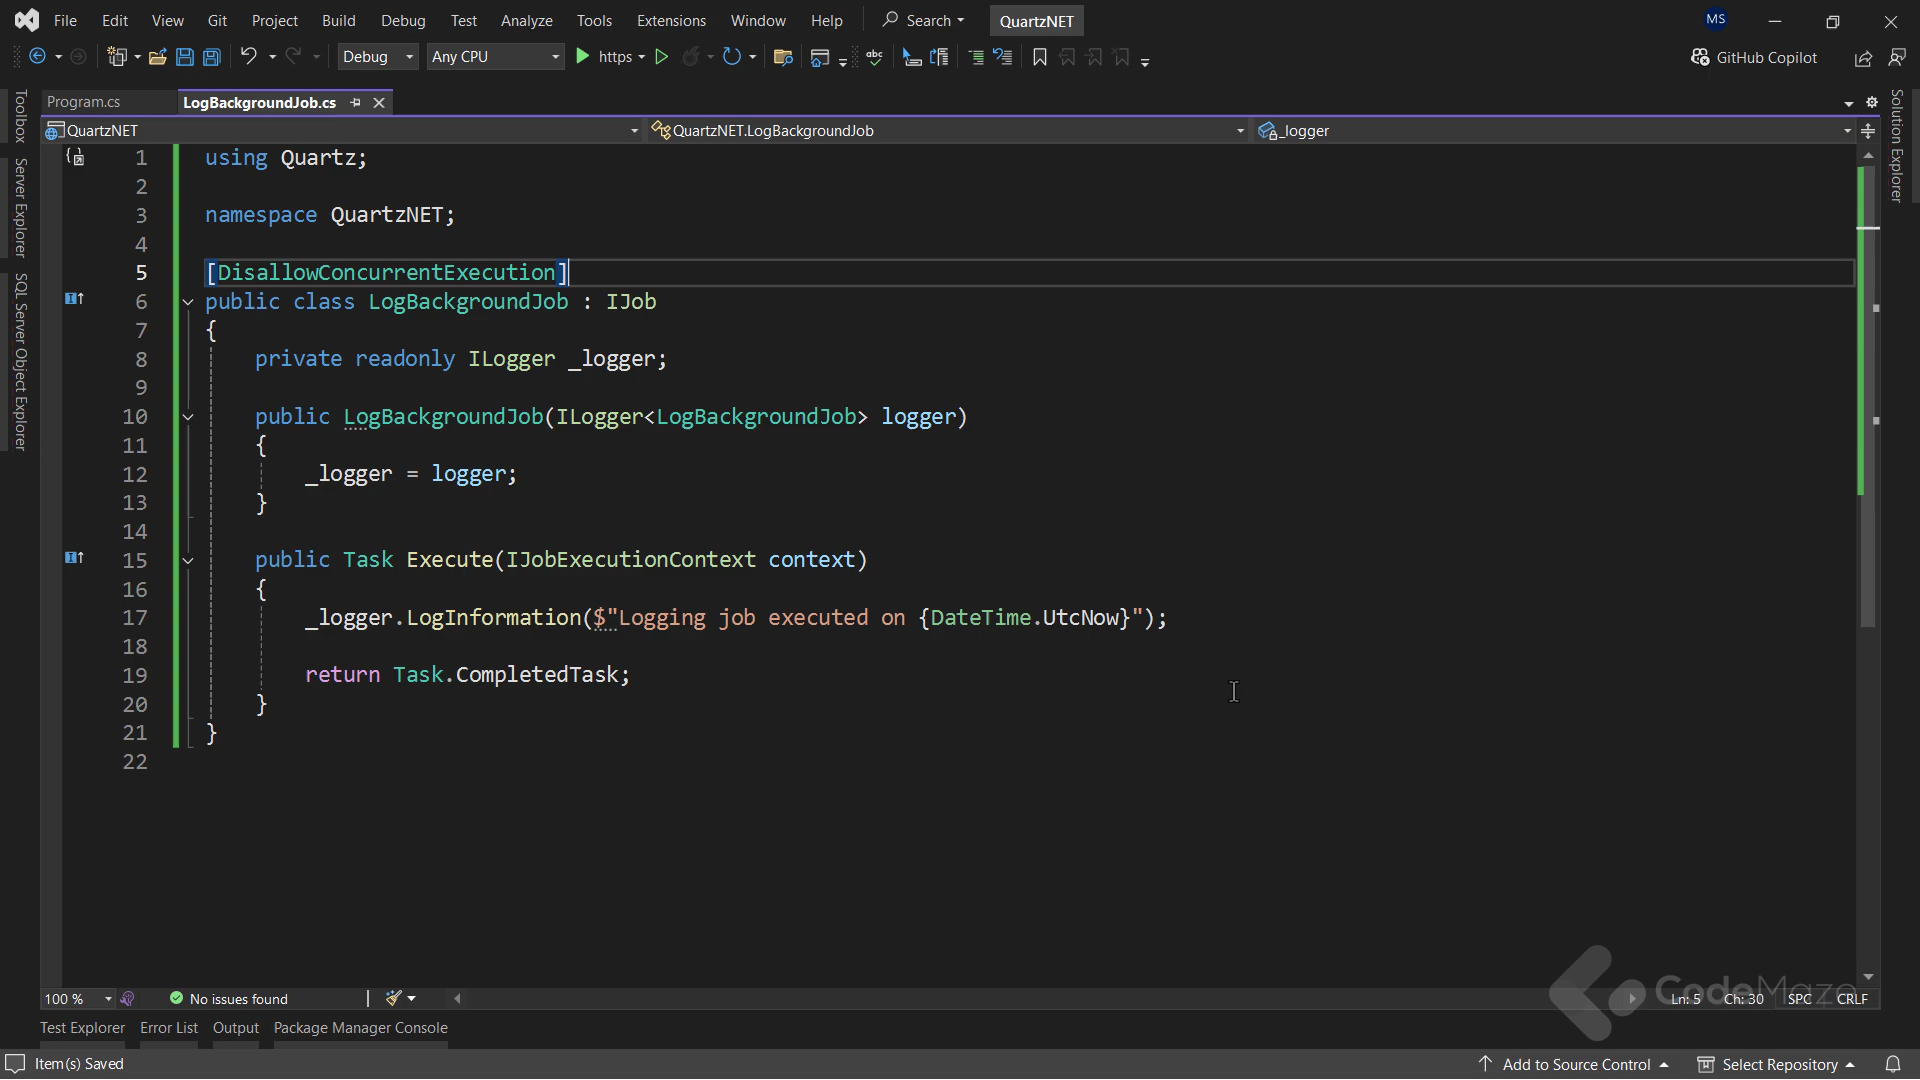 File Edit View Git Project Build Debug Test Analyze Tools Extensions Window Help Search QuartzNET MS
Debug Any CPU https abc GitHub Copilot
Program.cs LogBackgroundJob.cs
QuartzNET QuartzNET.LogBackgroundJob _logger
Toolbox
Server Explorer
SQL Server Object Explorer
Solution Explorer
1 using Quartz;
2
3 namespace QuartzNET;
4
5 [DisallowConcurrentExecution]
6 public class LogBackgroundJob : IJob
7 {
8 private readonly ILogger _logger;
9
10 public LogBackgroundJob(ILogger<LogBackgroundJob> logger)
11 {
12 _logger = logger;
13 }
14
15 public Task Execute(IJobExecutionContext context)
16 {
17 _logger.LogInformation($"Logging job executed on {DateTime.UtcNow}");
18
19 return Task.CompletedTask;
20 }
21 }
22
100 % No issues found Ln: 5 Ch: 30 SPC CRLF
CodeMaze
Test Explorer Error List Output Package Manager Console
Item(s) Saved Add to Source Control Select Repository